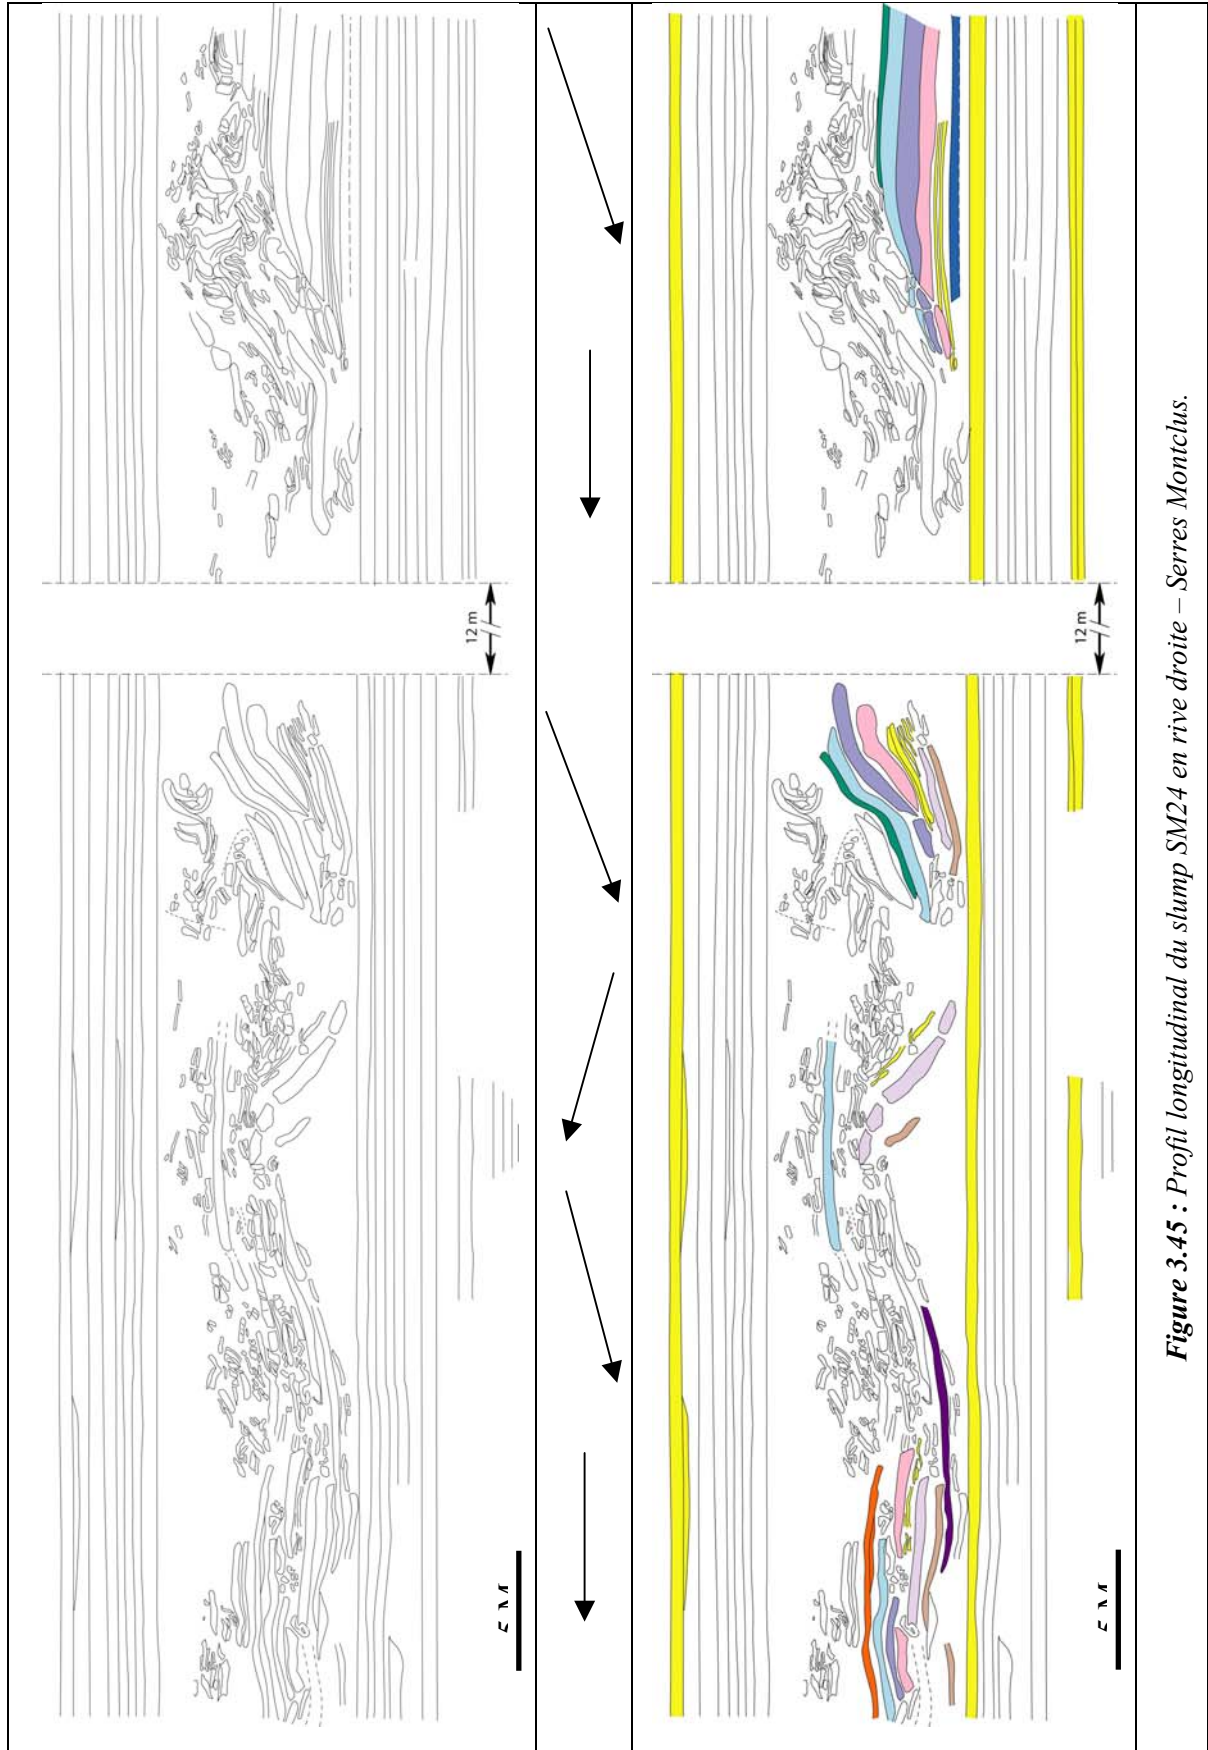 12 m
12 m
Figure 3.45 : Profil longitudinal du slump SM24 en rive droite – Serres Montclus.